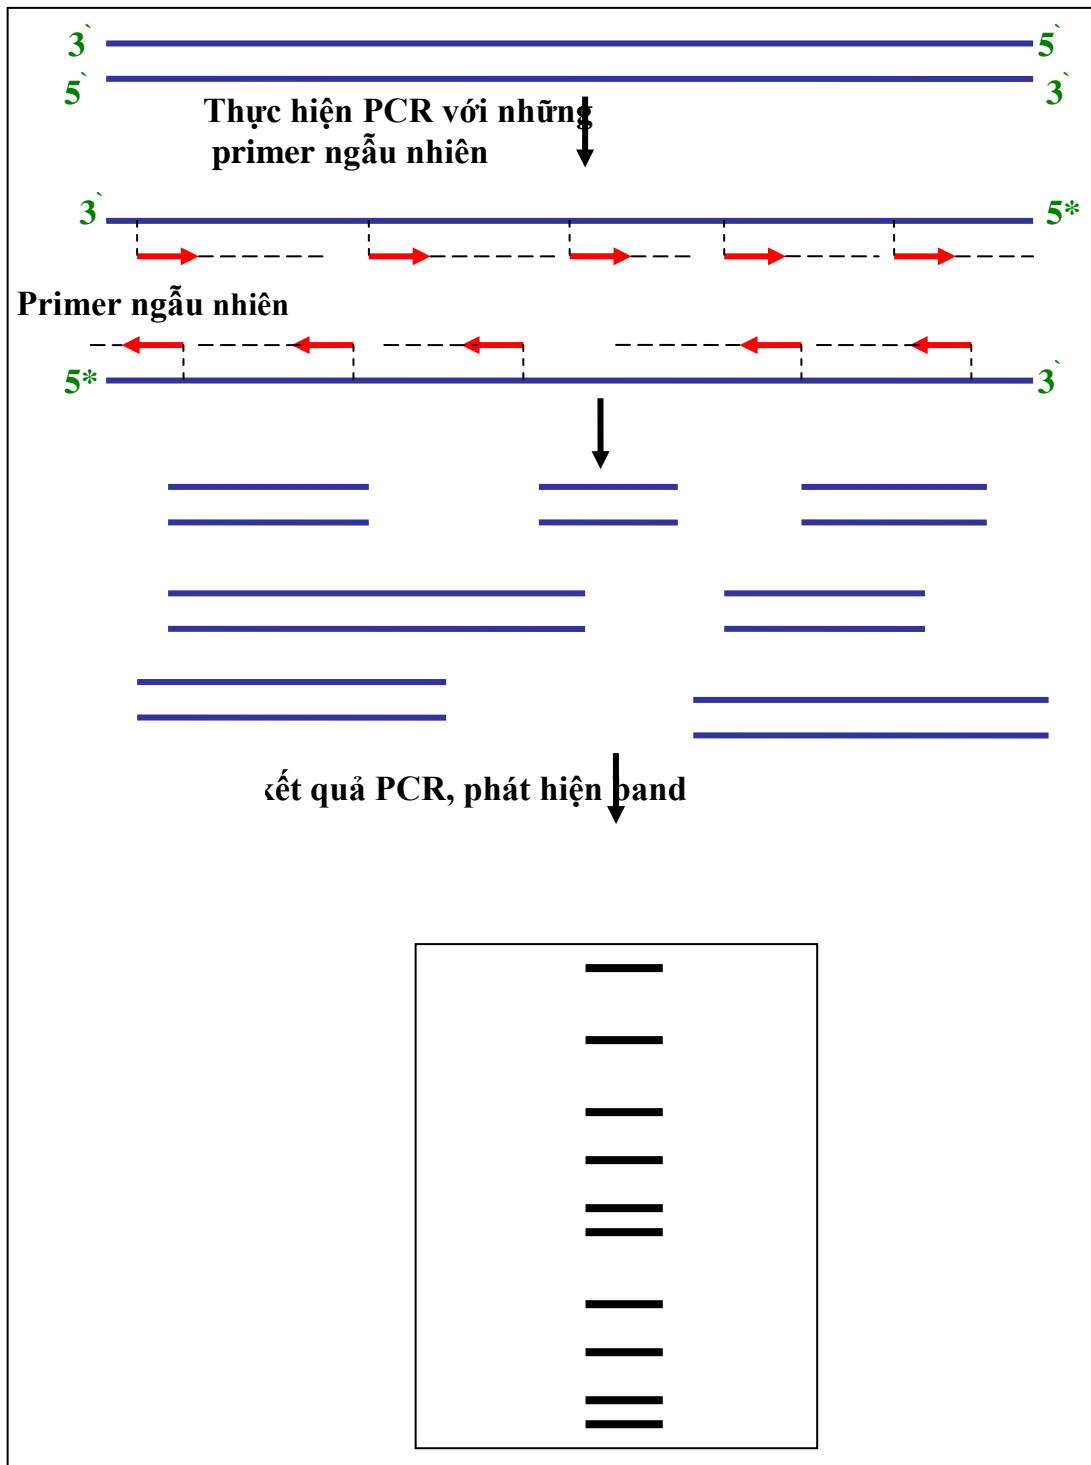 3` 5`
5` 3`
Thực hiện PCR với những
primer ngẫu nhiên
3` 5*
Primer ngẫu nhiên
5* 3`
kết quả PCR, phát hiện band